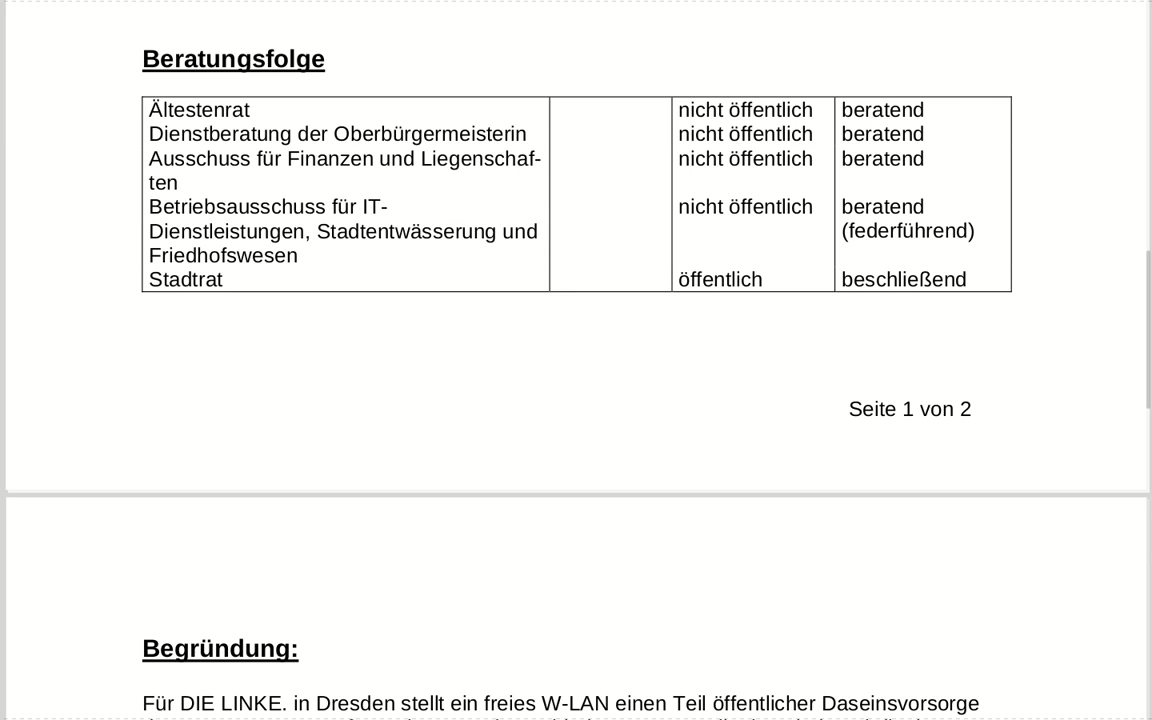 Beratungsfolge
Ältestenrat nicht öffentlich beratend
Dienstberatung der Oberbürgermeisterin nicht öffentlich beratend
Ausschuss für Finanzen und Liegenschaf- nicht öffentlich beratend
ten
Betriebsausschuss für IT- nicht öffentlich beratend
Dienstleistungen, Stadtentwässerung und (federführend)
Friedhofswesen
Stadtrat öffentlich beschließend
Seite 1 von 2
Begründung:
Für DIE LINKE. in Dresden stellt ein freies W-LAN einen Teil öffentlicher Daseinsvorsorge